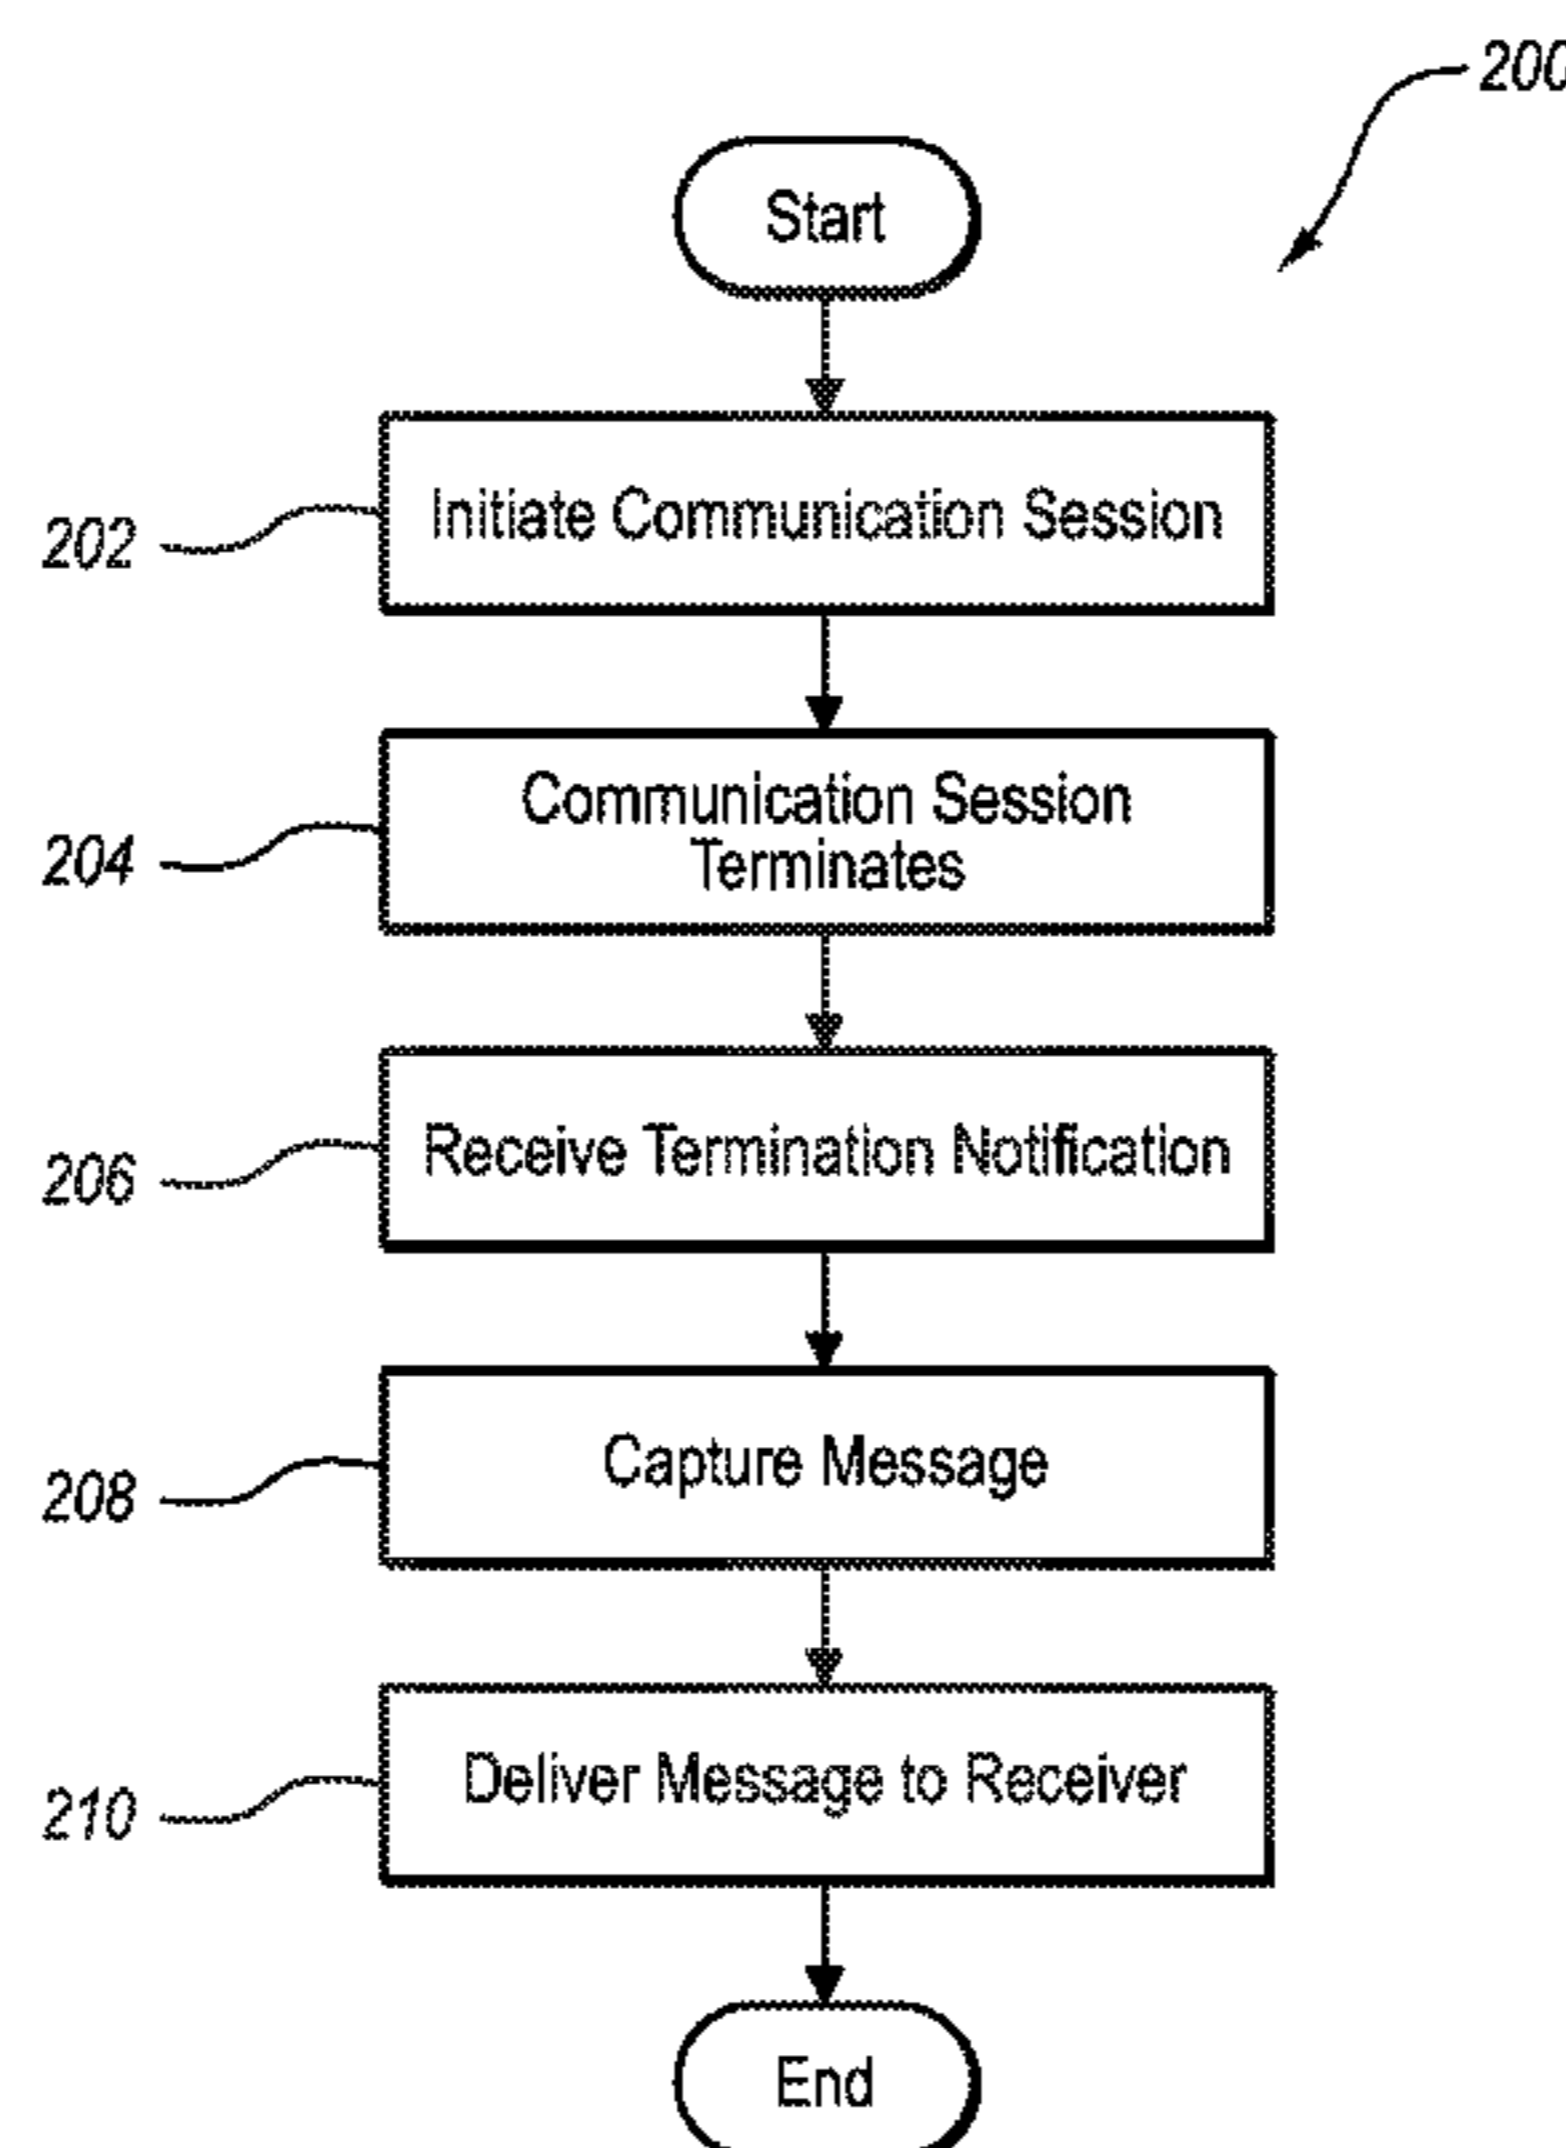 200
Start
202
Initiate Communication Session
204
Communication Session
Terminates
206
Receive Termination Notification
208
Capture Message
210
Deliver Message to Receiver
End